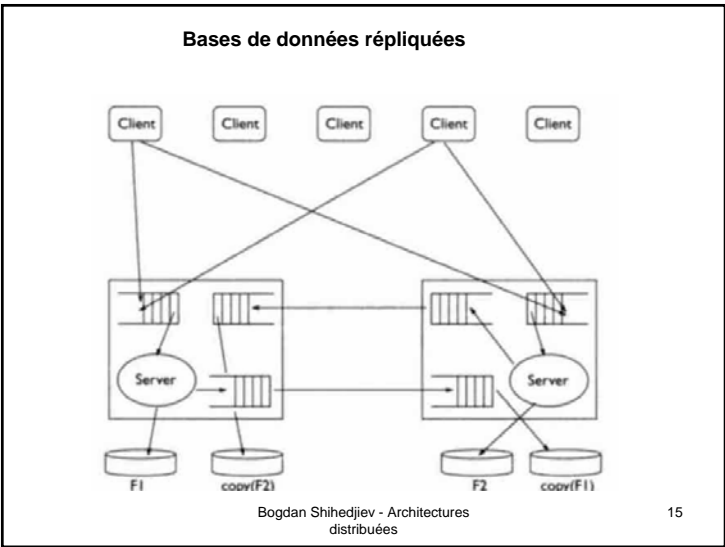 Bases de données répliquées
Client Client Client Client Client
Server Server
F1 copy(F2) F2 copy(F1)
Bogdan Shihedjiev - Architectures
distribuées
15